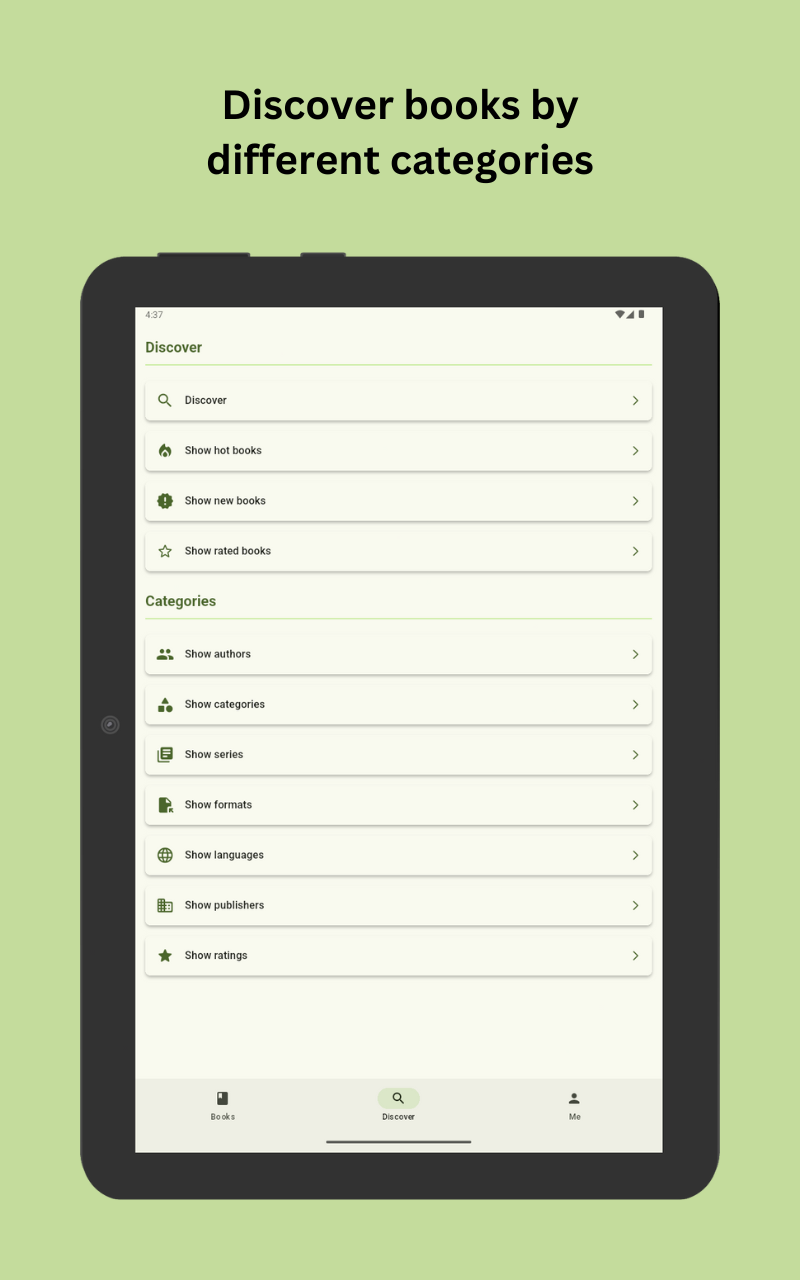 Discover books by
different categories
4:37
Discover
Discover
Show hot books
Show new books
Show rated books
Categories
Show authors
Show categories
Show series
Show formats
Show languages
Show publishers
Show ratings
Books
Discover
Me